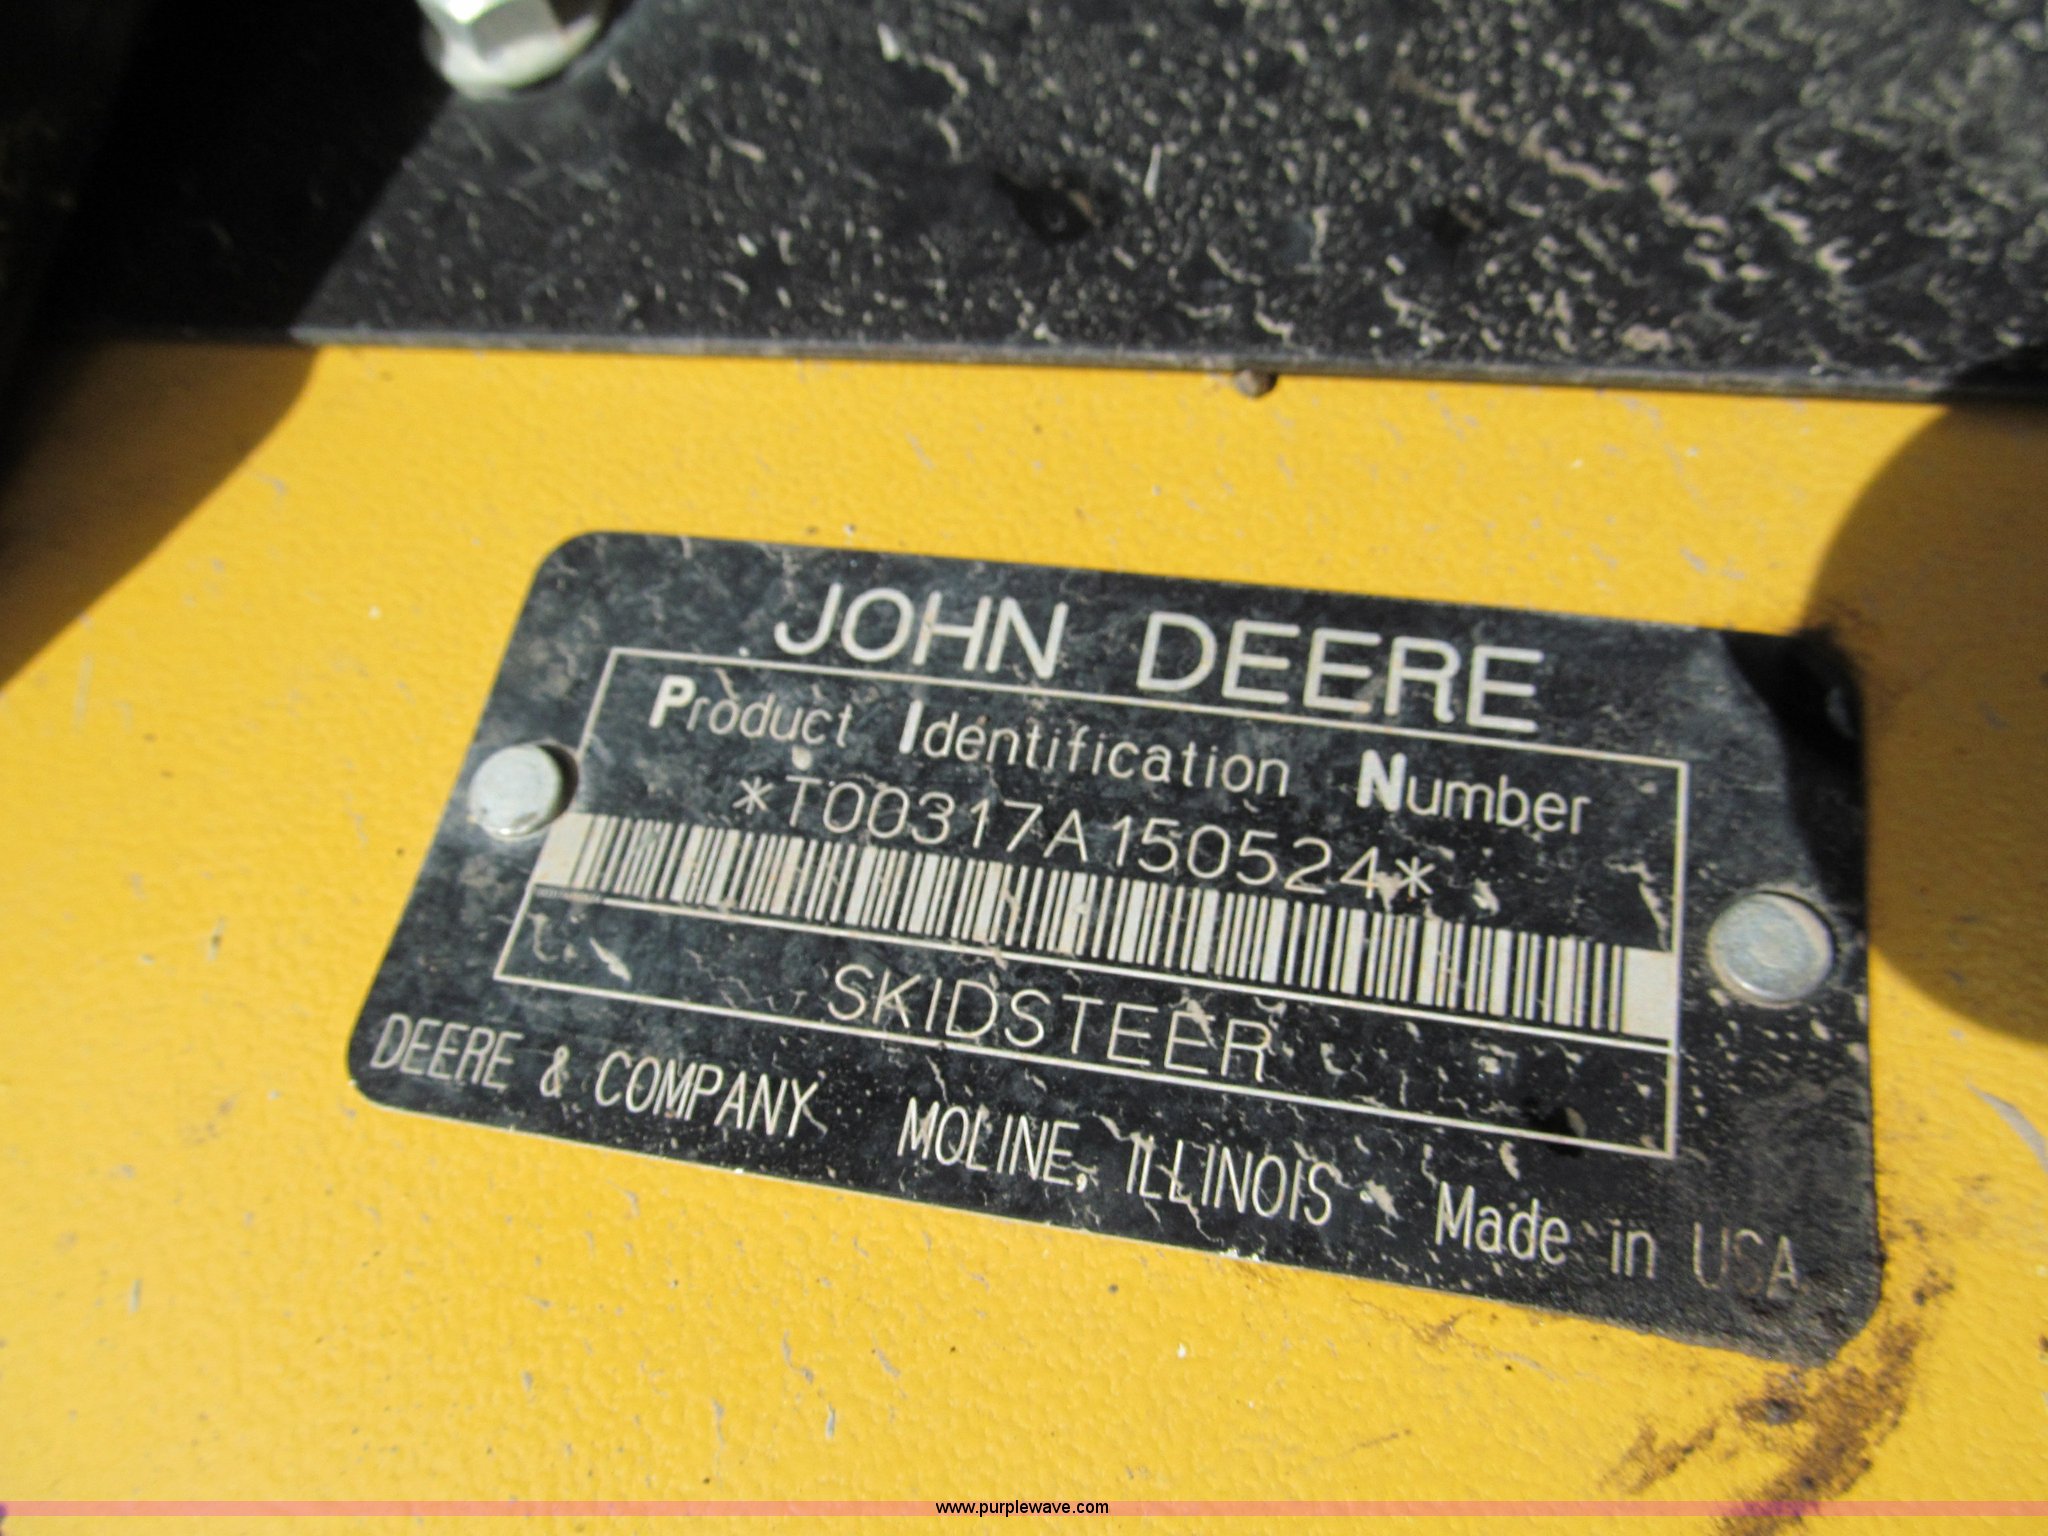 JOHN DEERE
Product Identification Number
*T00317A150524*
SKIDSTEER
DEERE & COMPANY MOLINE, ILLINOIS Made in USA
www.purplewave.com